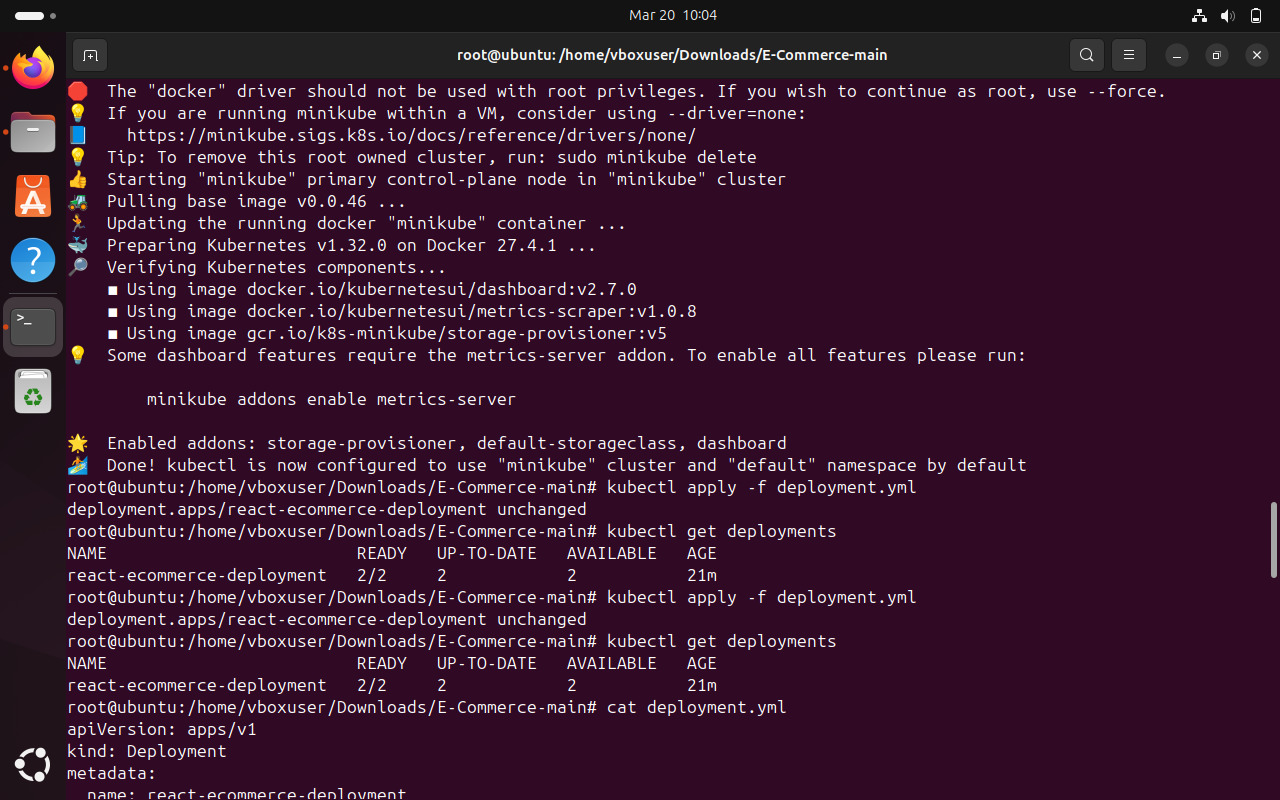 Mar 20 10:04
root@ubuntu: /home/vboxuser/Downloads/E-Commerce-main
The "docker" driver should not be used with root privileges. If you wish to continue as root, use --force.
If you are running minikube within a VM, consider using --driver=none:
https://minikube.sigs.k8s.io/docs/reference/drivers/none/
Tip: To remove this root owned cluster, run: sudo minikube delete
Starting "minikube" primary control-plane node in "minikube" cluster
Pulling base image v0.0.46 ...
Updating the running docker "minikube" container ...
Preparing Kubernetes v1.32.0 on Docker 27.4.1 ...
Verifying Kubernetes components...
■ Using image docker.io/kubernetesui/dashboard:v2.7.0
■ Using image docker.io/kubernetesui/metrics-scraper:v1.0.8
■ Using image gcr.io/k8s-minikube/storage-provisioner:v5
Some dashboard features require the metrics-server addon. To enable all features please run:
minikube addons enable metrics-server
Enabled addons: storage-provisioner, default-storageclass, dashboard
Done! kubectl is now configured to use "minikube" cluster and "default" namespace by default
root@ubuntu:/home/vboxuser/Downloads/E-Commerce-main# kubectl apply -f deployment.yml
deployment.apps/react-ecommerce-deployment unchanged
root@ubuntu:/home/vboxuser/Downloads/E-Commerce-main# kubectl get deployments
NAME READY UP-TO-DATE AVAILABLE AGE
react-ecommerce-deployment 2/2 2 2 21m
root@ubuntu:/home/vboxuser/Downloads/E-Commerce-main# kubectl apply -f deployment.yml
deployment.apps/react-ecommerce-deployment unchanged
root@ubuntu:/home/vboxuser/Downloads/E-Commerce-main# kubectl get deployments
NAME READY UP-TO-DATE AVAILABLE AGE
react-ecommerce-deployment 2/2 2 2 21m
root@ubuntu:/home/vboxuser/Downloads/E-Commerce-main# cat deployment.yml
apiVersion: apps/v1
kind: Deployment
metadata:
name: react-ecommerce-deployment